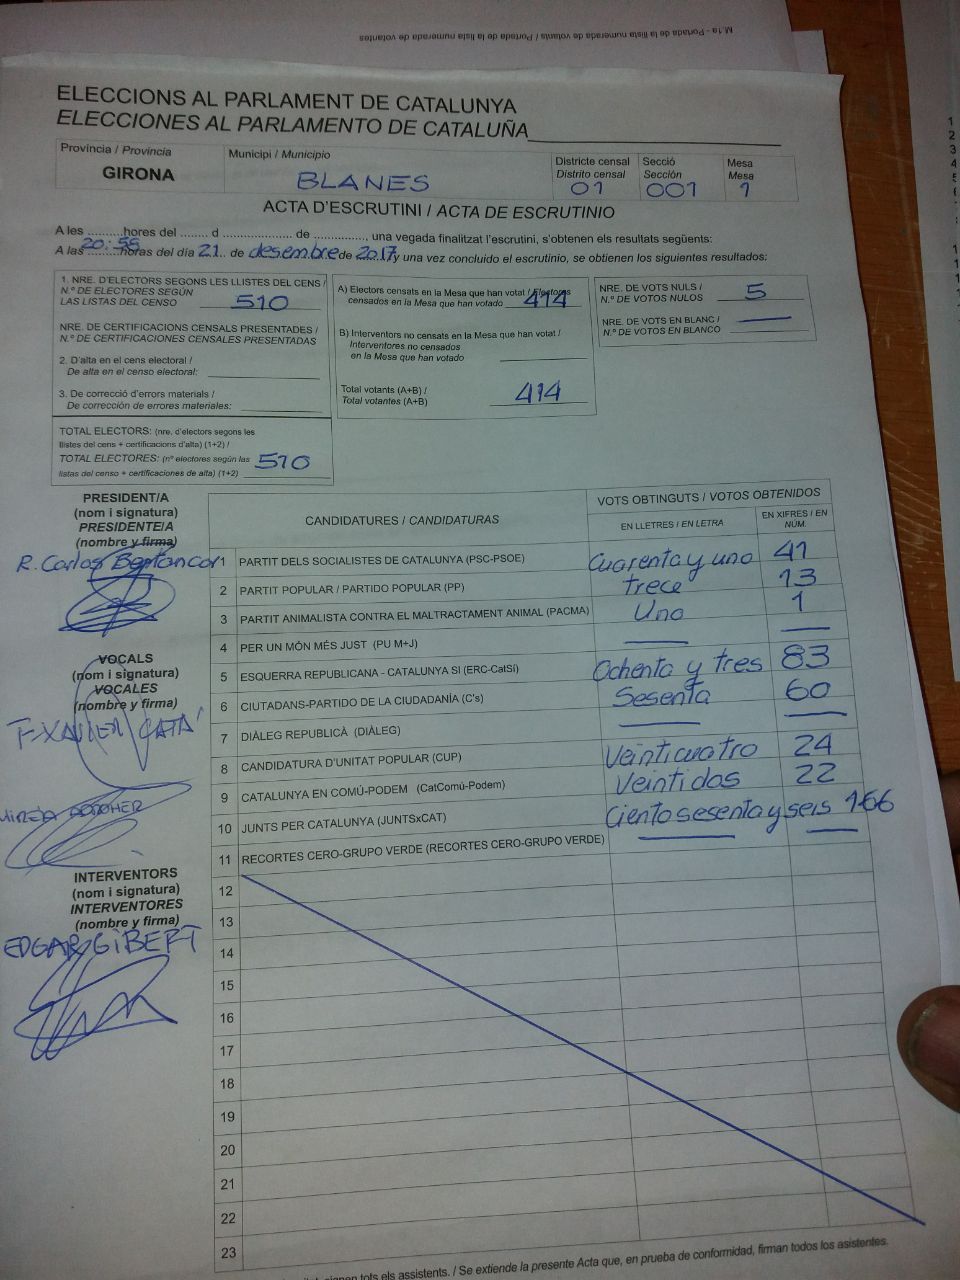 M.1a - Portada de la llista numerada de votants / Portada de la lista numerada de votantes
ELECCIONS AL PARLAMENT DE CATALUNYA
ELECCIONES AL PARLAMENTO DE CATALUÑA
Província / Provincia
GIRONA
Municipi / Municipio
BLANES
Districte censal
Distrito censal
01
Secció
Sección
001
Mesa
Mesa
1
ACTA D'ESCRUTINI / ACTA DE ESCRUTINIO
A les ..........hores del ........ d ..................... de ..............., una vegada finalitzat l'escrutini, s'obtenen els resultats següents:
A las 20:55 horas del día 21 de desembre de 2017 y una vez concluido el escrutinio, se obtienen los siguientes resultados:
1. NRE. D'ELECTORS SEGONS LES LLISTES DEL CENS /
N.º DE ELECTORES SEGÚN
LAS LISTAS DEL CENSO 510
NRE. DE CERTIFICACIONS CENSALS PRESENTADES /
N.º DE CERTIFICACIONES CENSALES PRESENTADAS
2. D'alta en el cens electoral /
De alta en el censo electoral:
3. De correcció d'errors materials /
De corrección de errores materiales:
TOTAL ELECTORS: (nre. d'electors segons les
llistes del cens + certificacions d'alta) (1+2) /
TOTAL ELECTORES: (nº electores según las
listas del censo + certificaciones de alta) (1+2) 510
A) Electors censats en la Mesa que han votat / Electores
censados en la Mesa que han votado 414
B) Interventors no censats en la Mesa que han votat /
Interventores no censados
en la Mesa que han votado
Total votants (A+B) /
Total votantes (A+B) 414
NRE. DE VOTS NULS /
N.º DE VOTOS NULOS 5
NRE. DE VOTS EN BLANC /
N.º DE VOTOS EN BLANCO
PRESIDENT/A
(nom i signatura)
PRESIDENTE/A
(nombre y firma)
R. Carlos Bentancor
VOCALS
(nom i signatura)
VOCALES
(nombre y firma)
F. XAVIER CATÀ
INTERVENTORS
(nom i signatura)
INTERVENTORES
(nombre y firma)
EDGAR GIBERT
CANDIDATURES / CANDIDATURAS
VOTS OBTINGUTS / VOTOS OBTENIDOS
EN LLETRES / EN LETRA
EN XIFRES / EN NÚM.
1 PARTIT DELS SOCIALISTES DE CATALUNYA (PSC-PSOE) Cuarenta y uno 41
2 PARTIT POPULAR / PARTIDO POPULAR (PP) trece 13
3 PARTIT ANIMALISTA CONTRA EL MALTRACTAMENT ANIMAL (PACMA) Uno 1
4 PER UN MÓN MÉS JUST (PU M+J)
5 ESQUERRA REPUBLICANA - CATALUNYA SI (ERC-CatSí) Ochenta y tres 83
6 CIUTADANS-PARTIDO DE LA CIUDADANÍA (C's) Sesenta 60
7 DIÀLEG REPUBLICÀ (DIÀLEG)
8 CANDIDATURA D'UNITAT POPULAR (CUP) Veinticuatro 24
9 CATALUNYA EN COMÚ-PODEM (CatComú-Podem) Veintidos 22
10 JUNTS PER CATALUNYA (JUNTSxCAT) Ciento sesenta y seis 166
11 RECORTES CERO-GRUPO VERDE (RECORTES CERO-GRUPO VERDE)
12
13
14
15
16
17
18
19
20
21
22
23
signen tots els assistents. / Se extiende la presente Acta que, en prueba de conformidad, firman todos los asistentes.